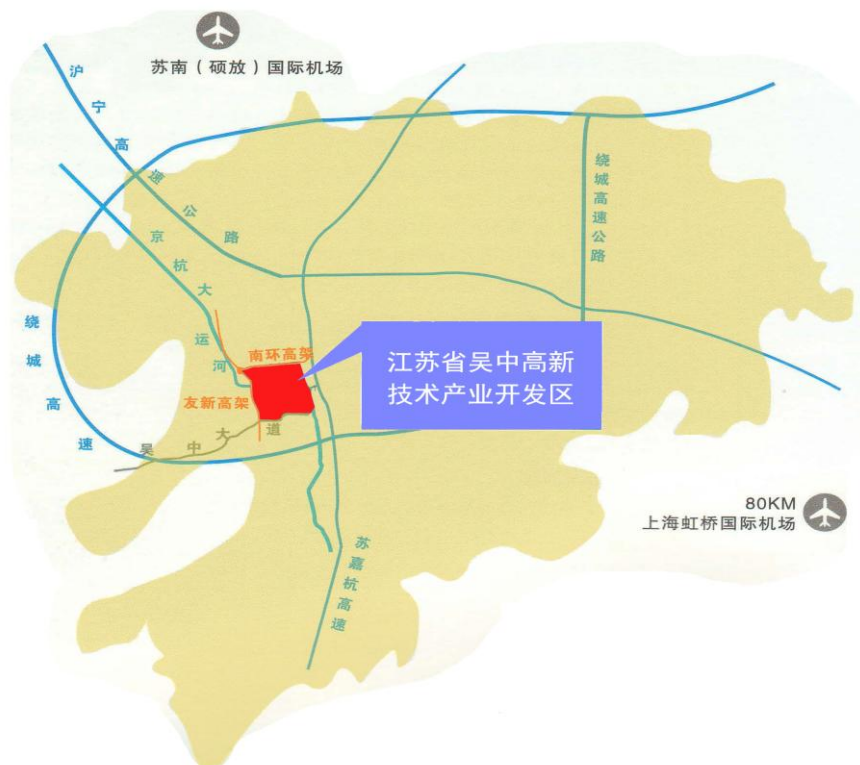 苏南（硕放）国际机场
沪宁高速公路
京杭大运河
绕城高速公路
绕城高速
南环高架
友新高架
吴中大道
江苏省吴中高新
技术产业开发区
80KM
上海虹桥国际机场
苏嘉杭高速